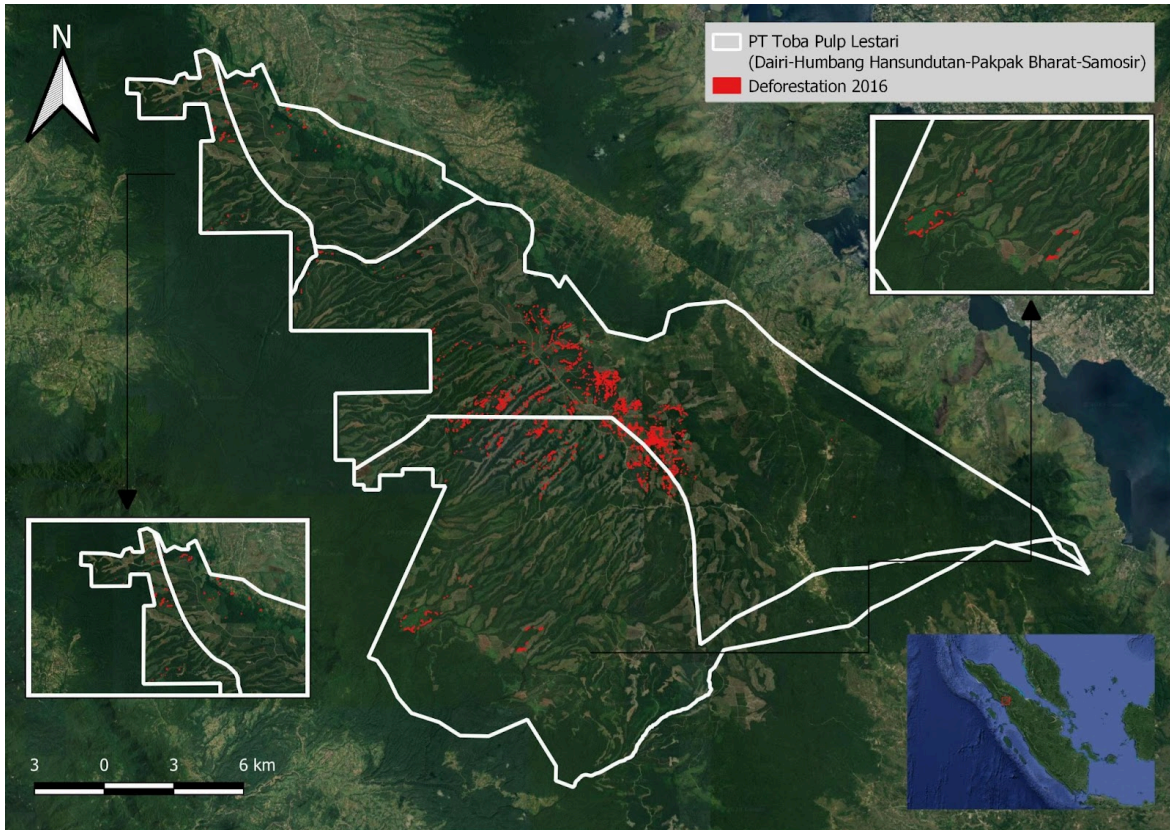 N
PT Toba Pulp Lestari
(Dairi-Humbang Hansundutan-Pakpak Bharat-Samosir)
Deforestation 2016
3 0 3 6 km